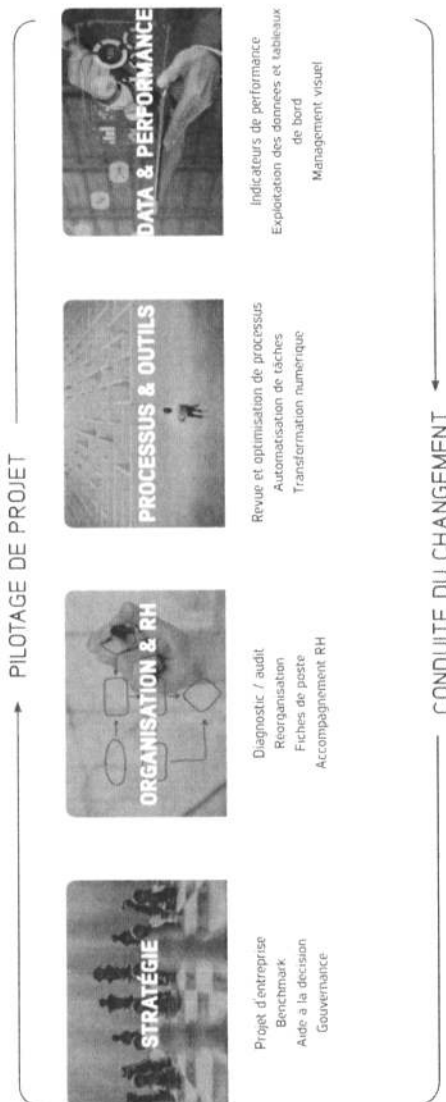 PILOTAGE DE PROJET
STRATÉGIE
Projet d'entreprise
Benchmark
Aide à la décision
Gouvernance
ORGANISATION & RH
Diagnostic / audit
Réorganisation
Fiches de poste
Accompagnement RH
PROCESSUS & OUTILS
Revue et optimisation de processus
Automatisation de tâches
Transformation numérique
DATA & PERFORMANCE
Indicateurs de performance
Exploitation des données et tableaux
de bord
Management visuel
CONDUITE DU CHANGEMENT